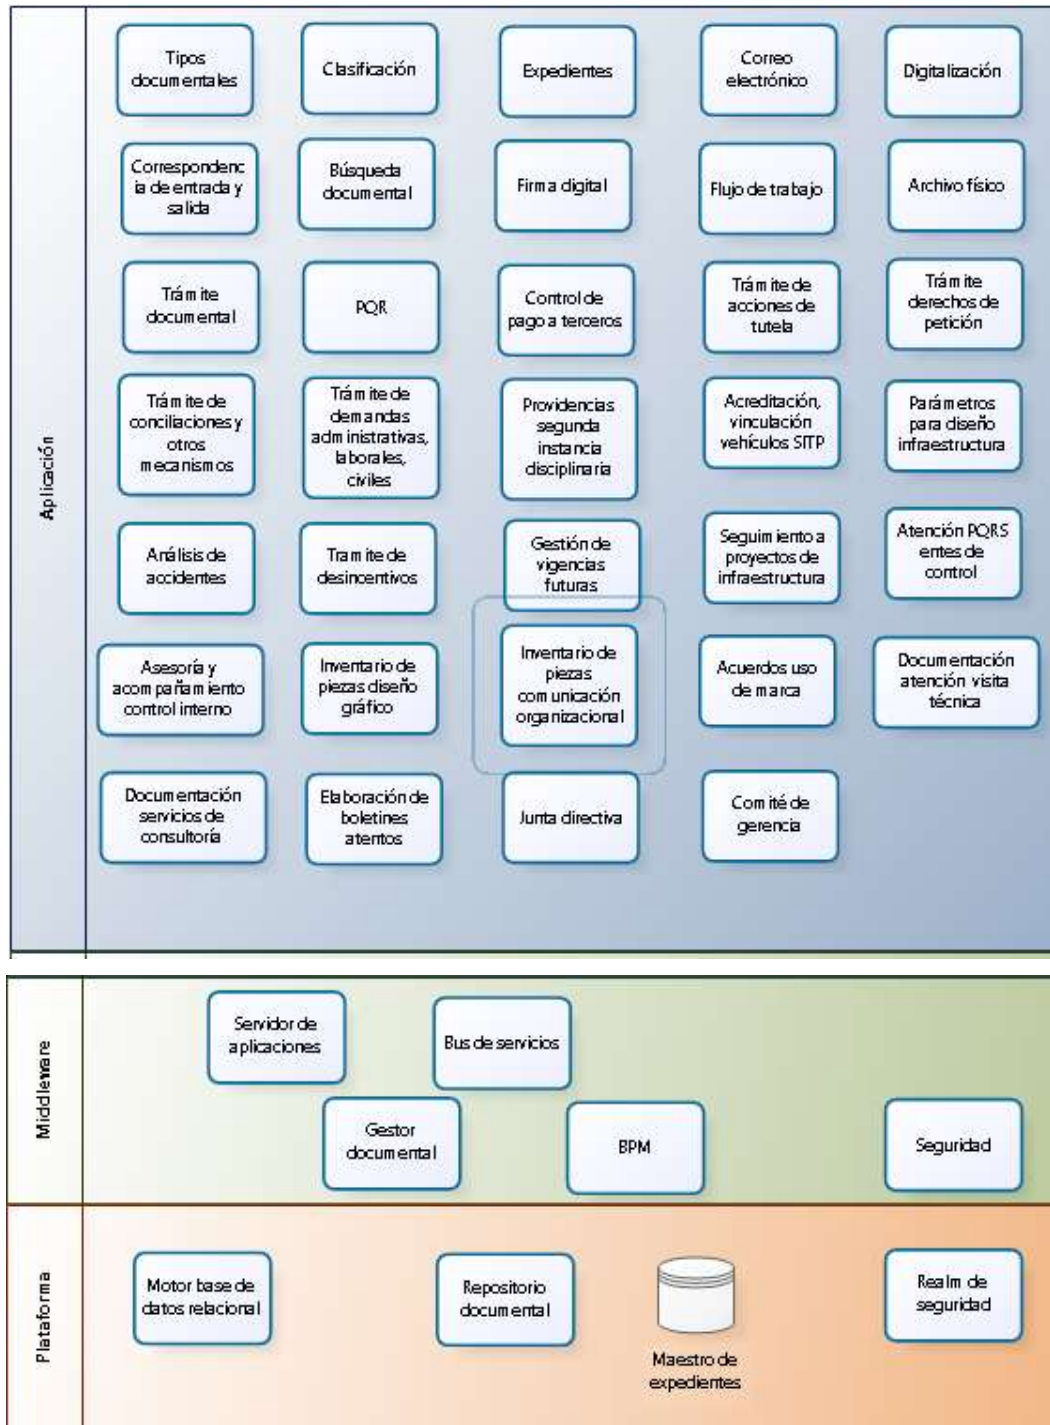 Aplicación
Tipos
documentales
Clasificación
Expedientes
Correo
electrónico
Digitalización
Correspondenc
ia de entrada y
salida
Búsqueda
documental
Firma digital
Flujo de trabajo
Archivo físico
Trámite
documental
PQR
Control de
pago a terceros
Trámite de
acciones de
tutela
Trámite
derechos de
petición
Trámite de
conciliaciones y
otros
mecanismos
Trámite de
demandas
administrativas,
laborales,
civiles
Providencias
segunda
instancia
disciplinaria
Acreditación,
vinculación
vehículos SITP
Parámetros
para diseño
infraestructura
Análisis de
accidentes
Tramite de
desincentivos
Gestión de
vigencias
futuras
Seguimiento a
proyectos de
infraestructura
Atención PQRS
entes de
control
Asesoría y
acompañamiento
control interno
Inventario de
piezas diseño
gráfico
Inventario de
piezas
comunicación
organizacional
Acuerdos uso
de marca
Documentación
atención visita
técnica
Documentación
servicios de
consultoría
Elaboración de
boletines
atentos
Junta directiva
Comité de
gerencia
Middleware
Servidor de
aplicaciones
Bus de servicios
Gestor
documental
BPM
Seguridad
Plataforma
Motor base de
datos relacional
Repositorio
documental
Maestro de
expedientes
Realm de
seguridad